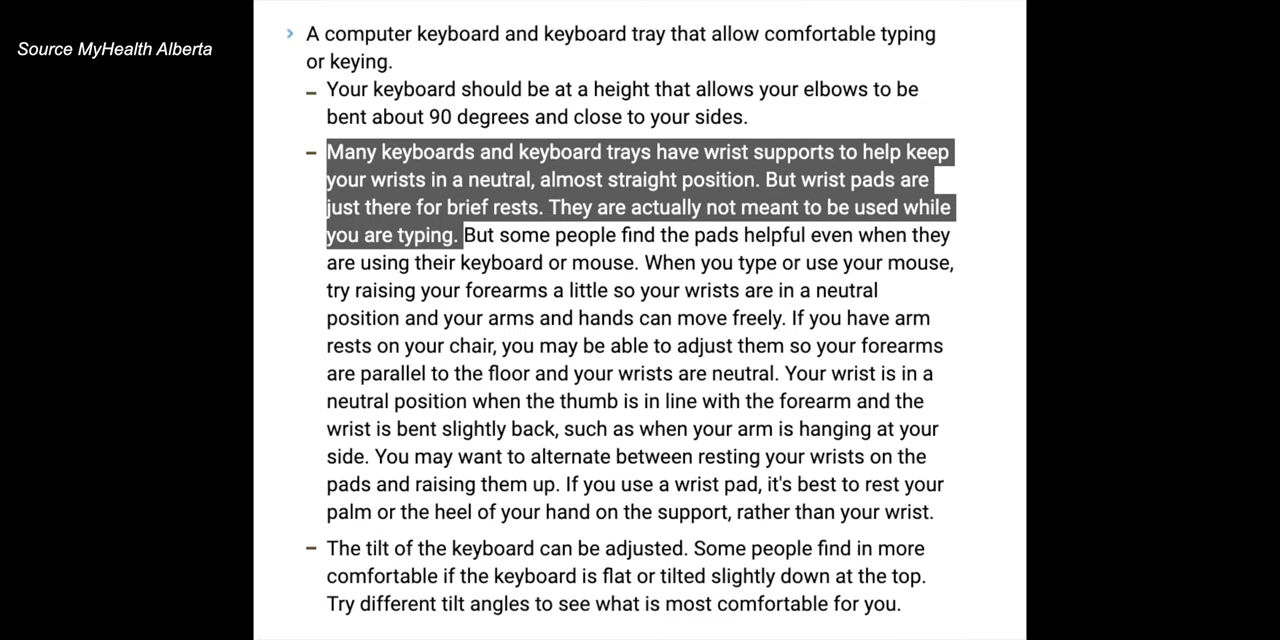 Source MyHealth Alberta
› A computer keyboard and keyboard tray that allow comfortable typing
or keying.
– Your keyboard should be at a height that allows your elbows to be
bent about 90 degrees and close to your sides.
– Many keyboards and keyboard trays have wrist supports to help keep
your wrists in a neutral, almost straight position. But wrist pads are
just there for brief rests. They are actually not meant to be used while
you are typing. But some people find the pads helpful even when they
are using their keyboard or mouse. When you type or use your mouse,
try raising your forearms a little so your wrists are in a neutral
position and your arms and hands can move freely. If you have arm
rests on your chair, you may be able to adjust them so your forearms
are parallel to the floor and your wrists are neutral. Your wrist is in a
neutral position when the thumb is in line with the forearm and the
wrist is bent slightly back, such as when your arm is hanging at your
side. You may want to alternate between resting your wrists on the
pads and raising them up. If you use a wrist pad, it's best to rest your
palm or the heel of your hand on the support, rather than your wrist.
– The tilt of the keyboard can be adjusted. Some people find in more
comfortable if the keyboard is flat or tilted slightly down at the top.
Try different tilt angles to see what is most comfortable for you.